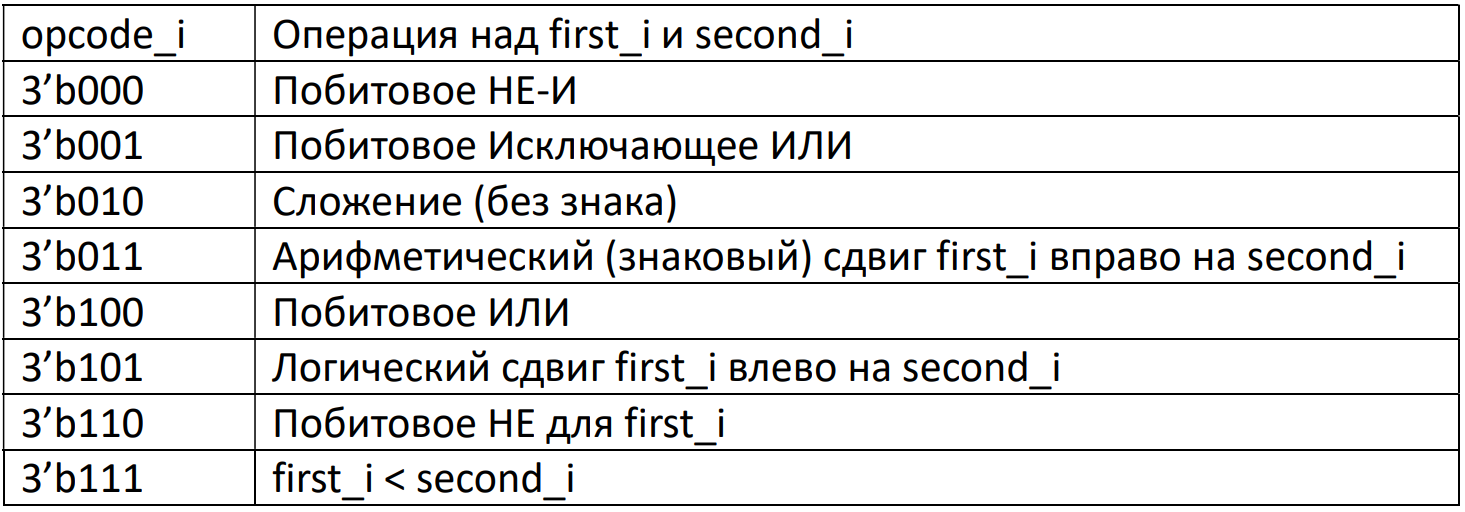 opcode_i Операция над first_i и second_i
3’b000 Побитовое НЕ-И
3’b001 Побитовое Исключающее ИЛИ
3’b010 Сложение (без знака)
3’b011 Арифметический (знаковый) сдвиг first_i вправо на second_i
3’b100 Побитовое ИЛИ
3’b101 Логический сдвиг first_i влево на second_i
3’b110 Побитовое НЕ для first_i
3’b111 first_i < second_i